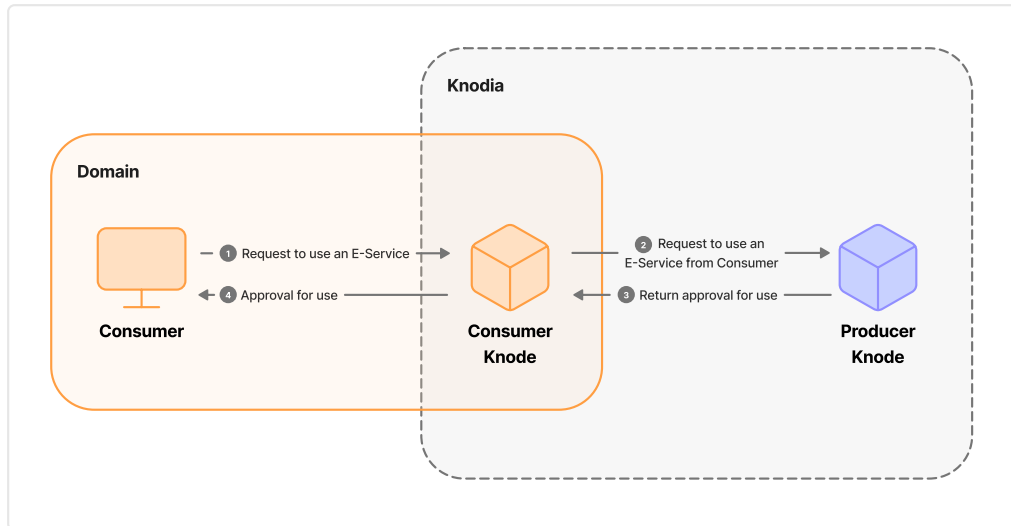 Knodia
Domain
1 Request to use an E-Service
2 Request to use an
E-Service from Consumer
4 Approval for use
3 Return approval for use
Consumer
Consumer
Knode
Producer
Knode